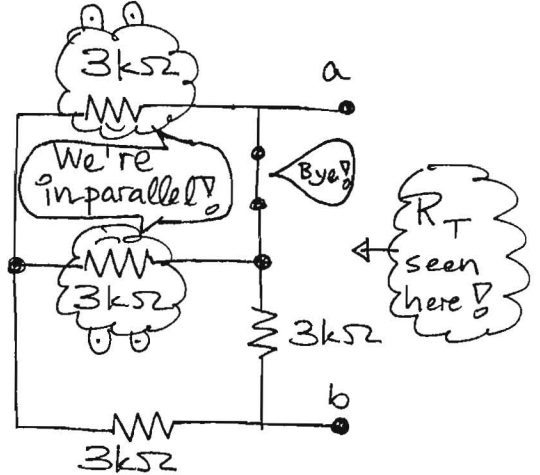 3kΩ
a
We're
in parallel!
Bye!
R_T
seen
here!
3kΩ
3kΩ
b
3kΩ